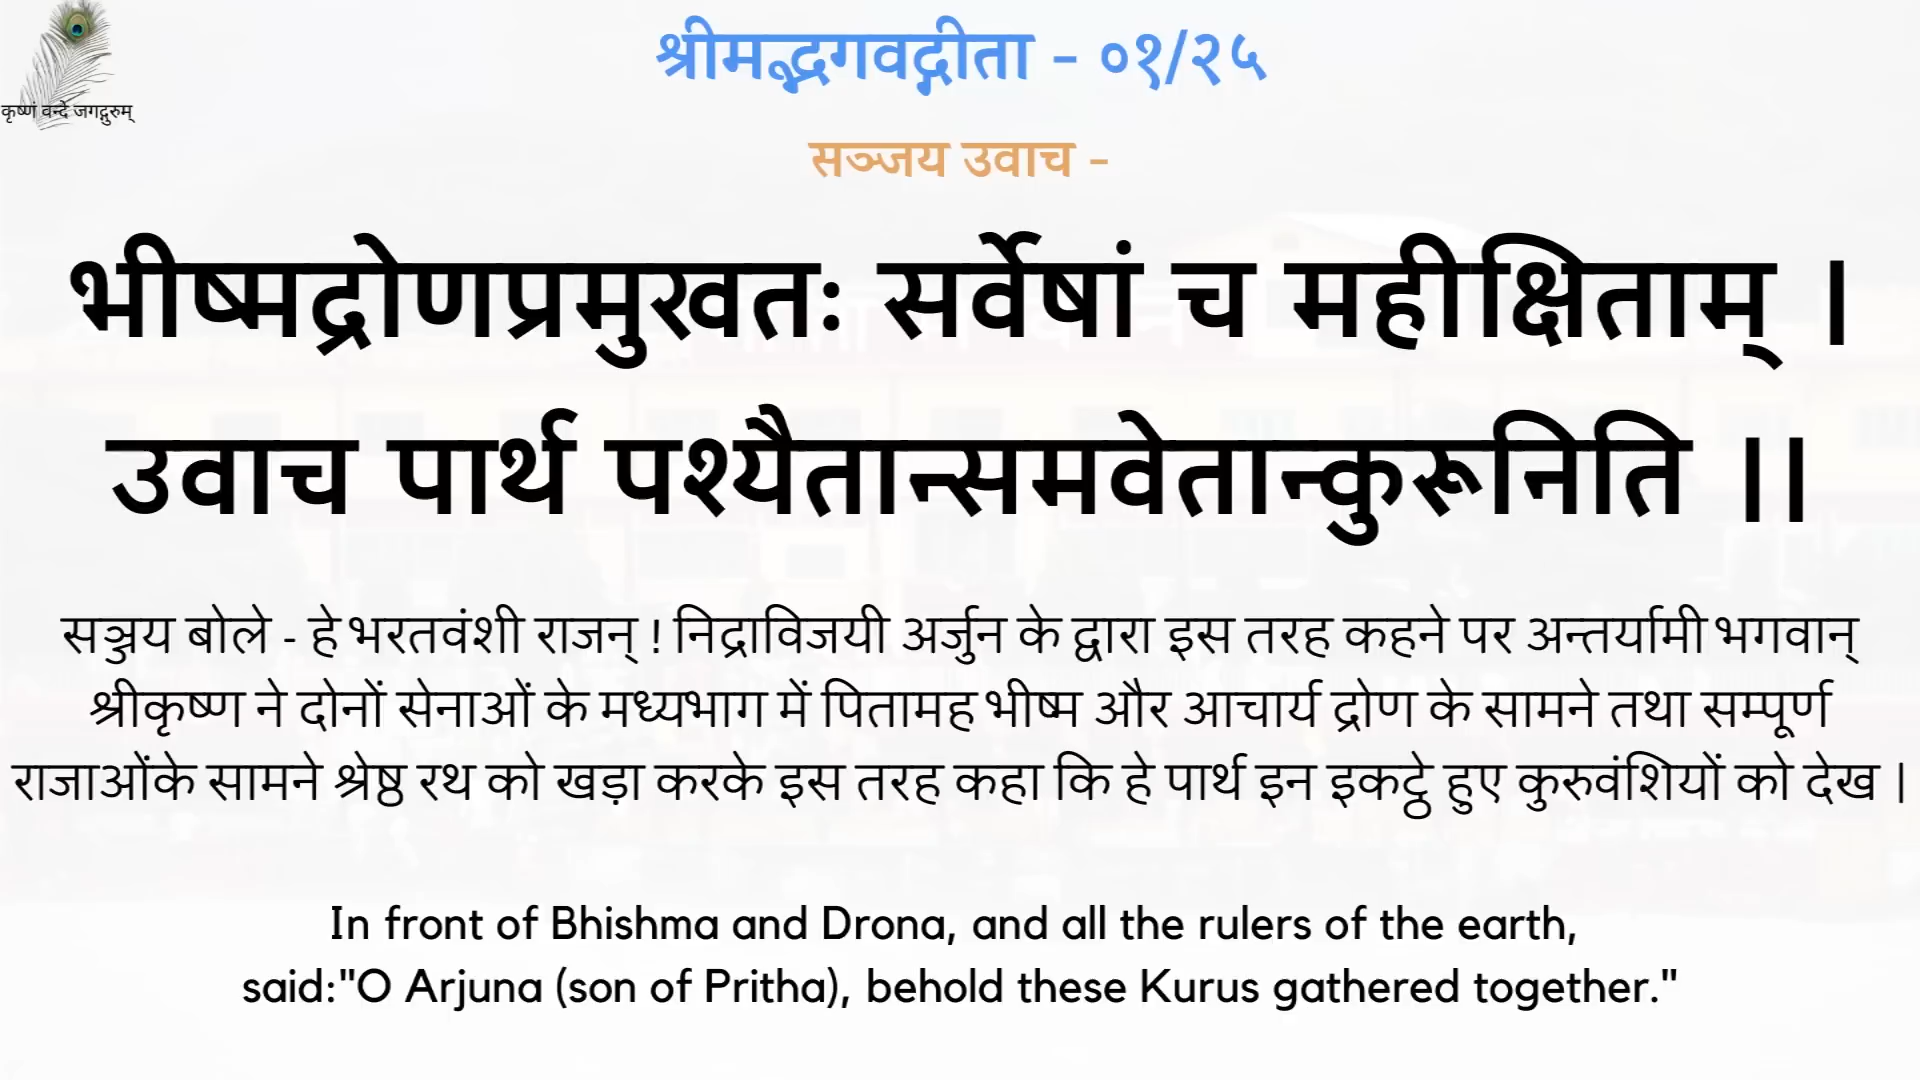 श्रीमद्भगवद्गीता - ०१/२५
कृष्णं वन्दे जगद्गुरुम्
सञ्जय उवाच -
भीष्मद्रोणप्रमुखतः सर्वेषां च महीक्षिताम् |
उवाच पार्थ पश्यैतान्समवेतान्कुरूनिति ||
सञ्जय बोले - हे भरतवंशी राजन् ! निद्राविजयी अर्जुन के द्वारा इस तरह कहने पर अन्तर्यामी भगवान्
श्रीकृष्ण ने दोनों सेनाओं के मध्यभाग में पितामह भीष्म और आचार्य द्रोण के सामने तथा सम्पूर्ण
राजाओंके सामने श्रेष्ठ रथ को खड़ा करके इस तरह कहा कि हे पार्थ इन इकट्ठे हुए कुरुवंशियों को देख |
In front of Bhishma and Drona, and all the rulers of the earth,
said:"O Arjuna (son of Pritha), behold these Kurus gathered together."